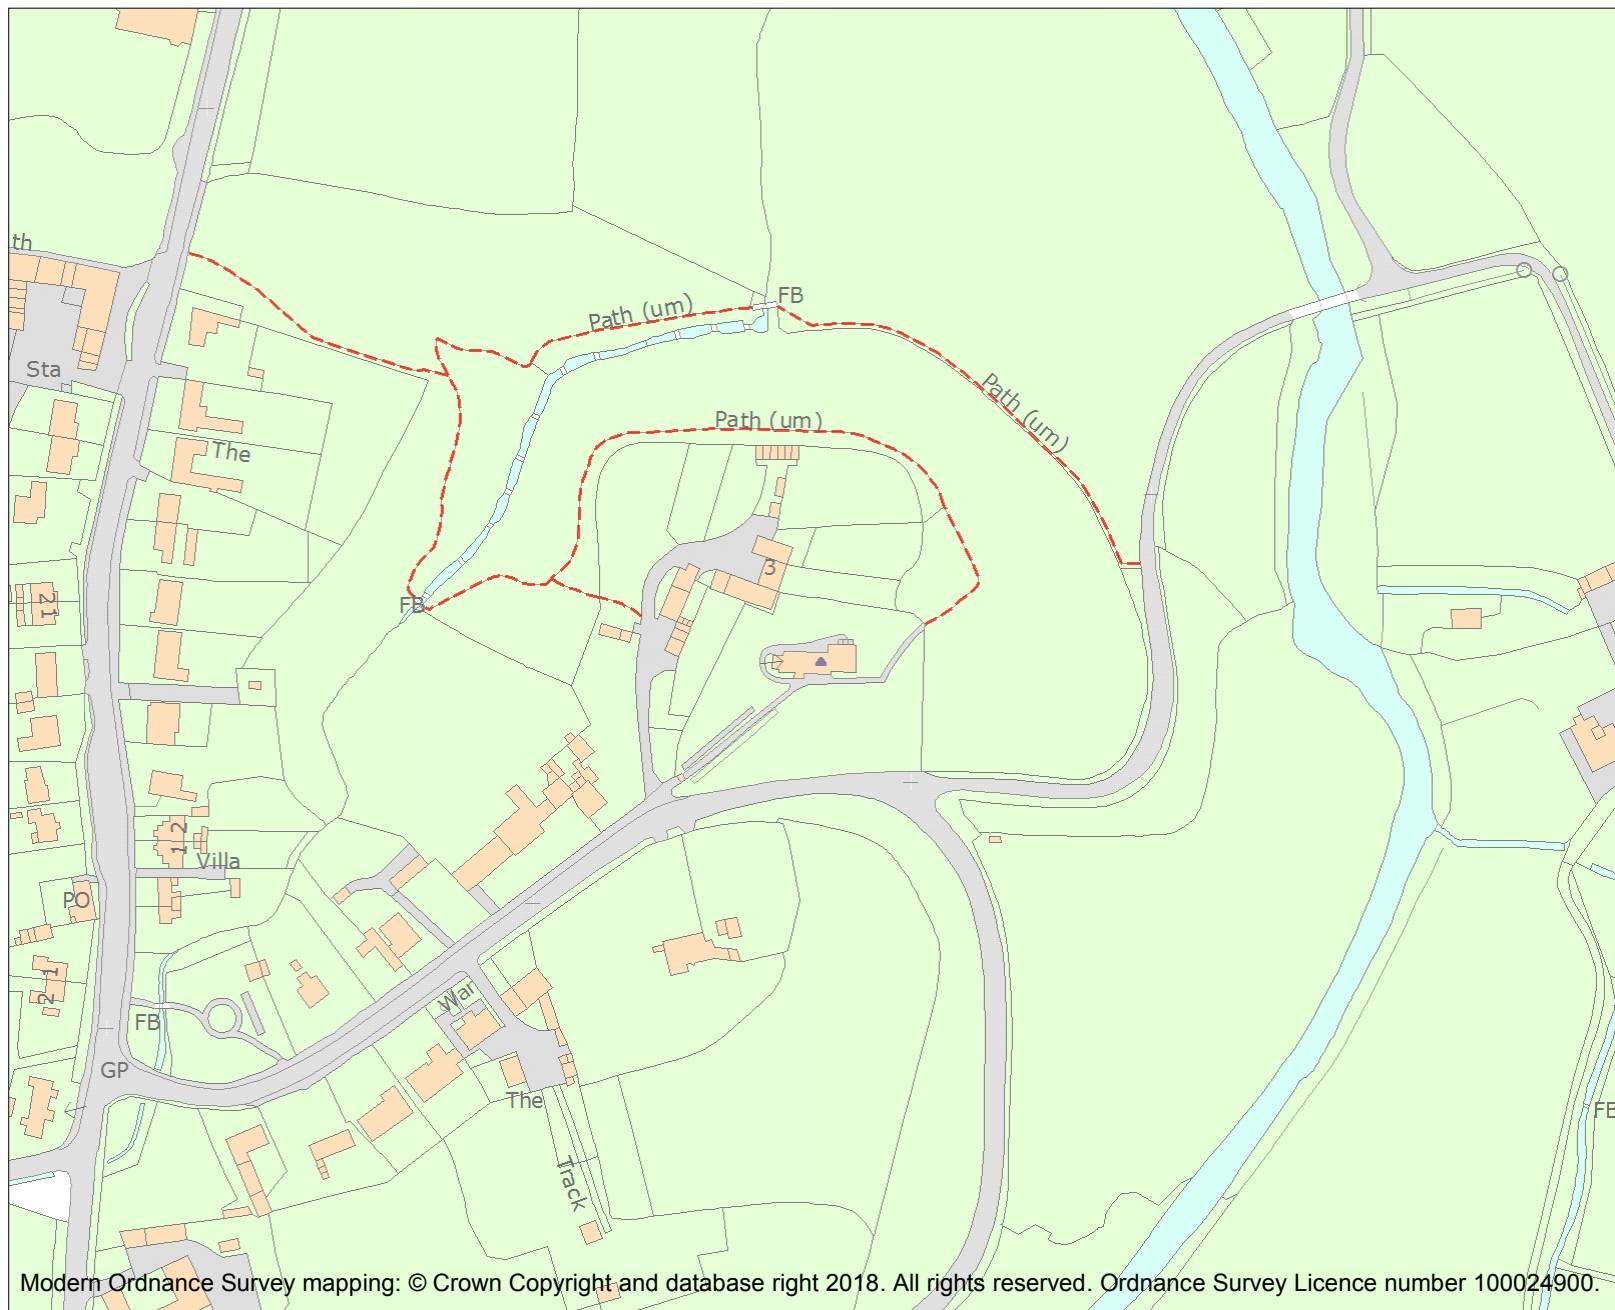 th
Path (um)
FB
Sta
Path (um)
Path (um)
The
3
21
FB
12
Villa
PO
1
2
War
FB
GP
The
FB
Track
Modern Ordnance Survey mapping: © Crown Copyright and database right 2018. All rights reserved. Ordnance Survey Licence number 100024900.